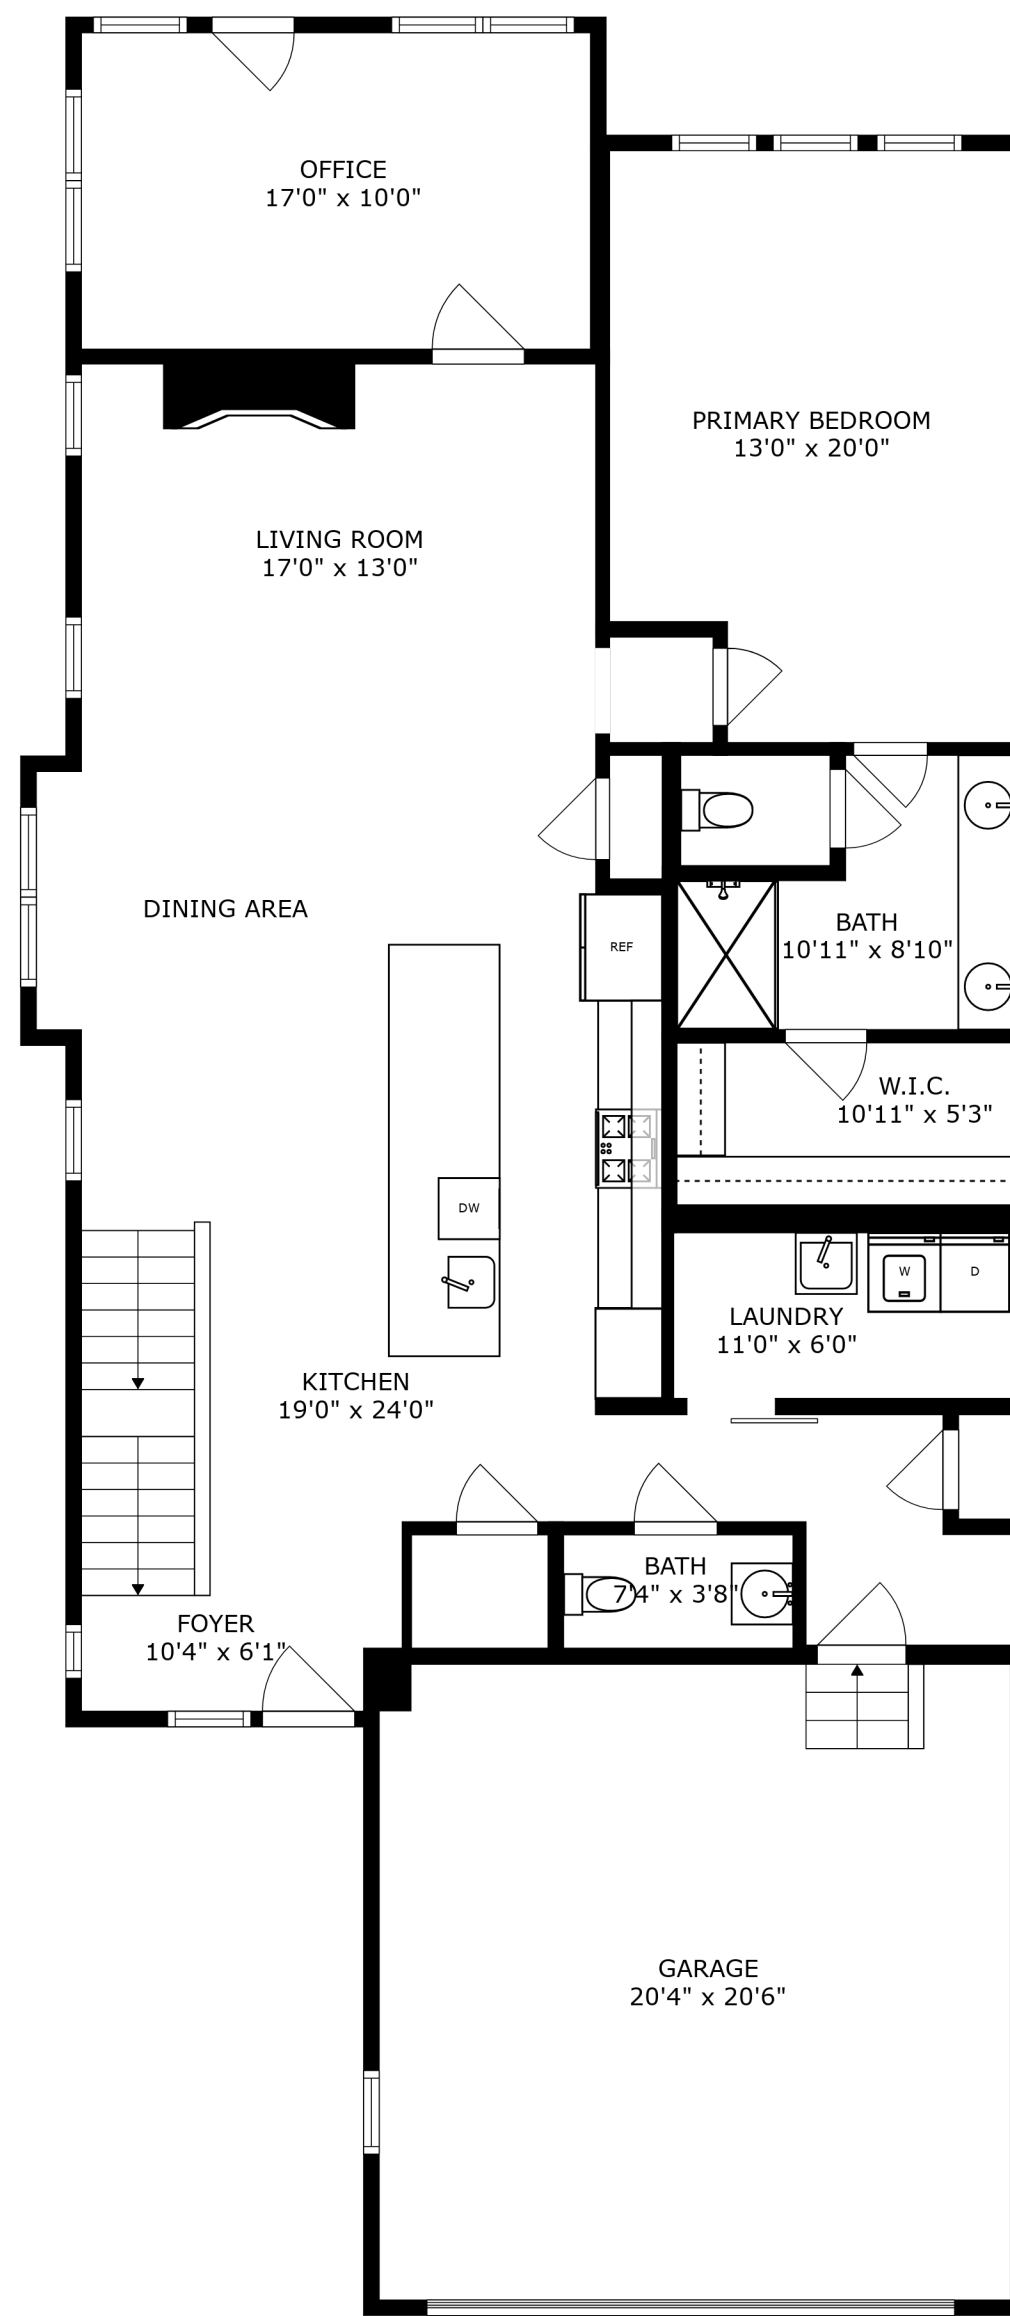 OFFICE
17'0" x 10'0"
PRIMARY BEDROOM
13'0" x 20'0"
LIVING ROOM
17'0" x 13'0"
DINING AREA
REF
BATH
10'11" x 8'10"
W.I.C.
10'11" x 5'3"
DW
W
D
LAUNDRY
11'0" x 6'0"
KITCHEN
19'0" x 24'0"
BATH
7'4" x 3'8"
FOYER
10'4" x 6'1"
GARAGE
20'4" x 20'6"